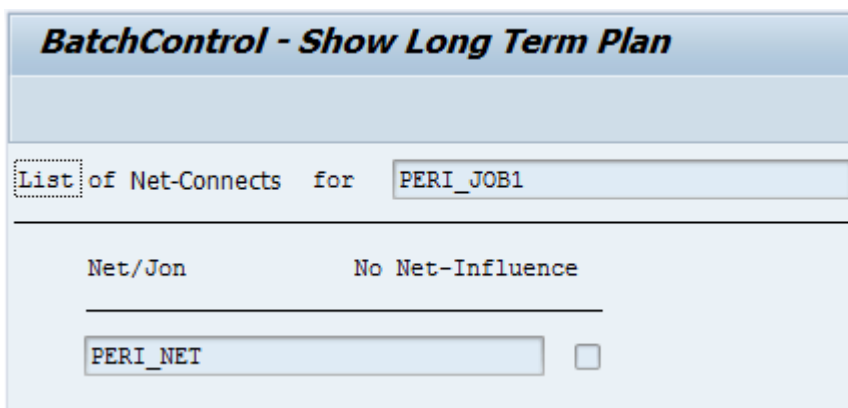 BatchControl - Show Long Term Plan
List of Net-Connects for PERI_JOB1
Net/Jon No Net-Influence
PERI_NET